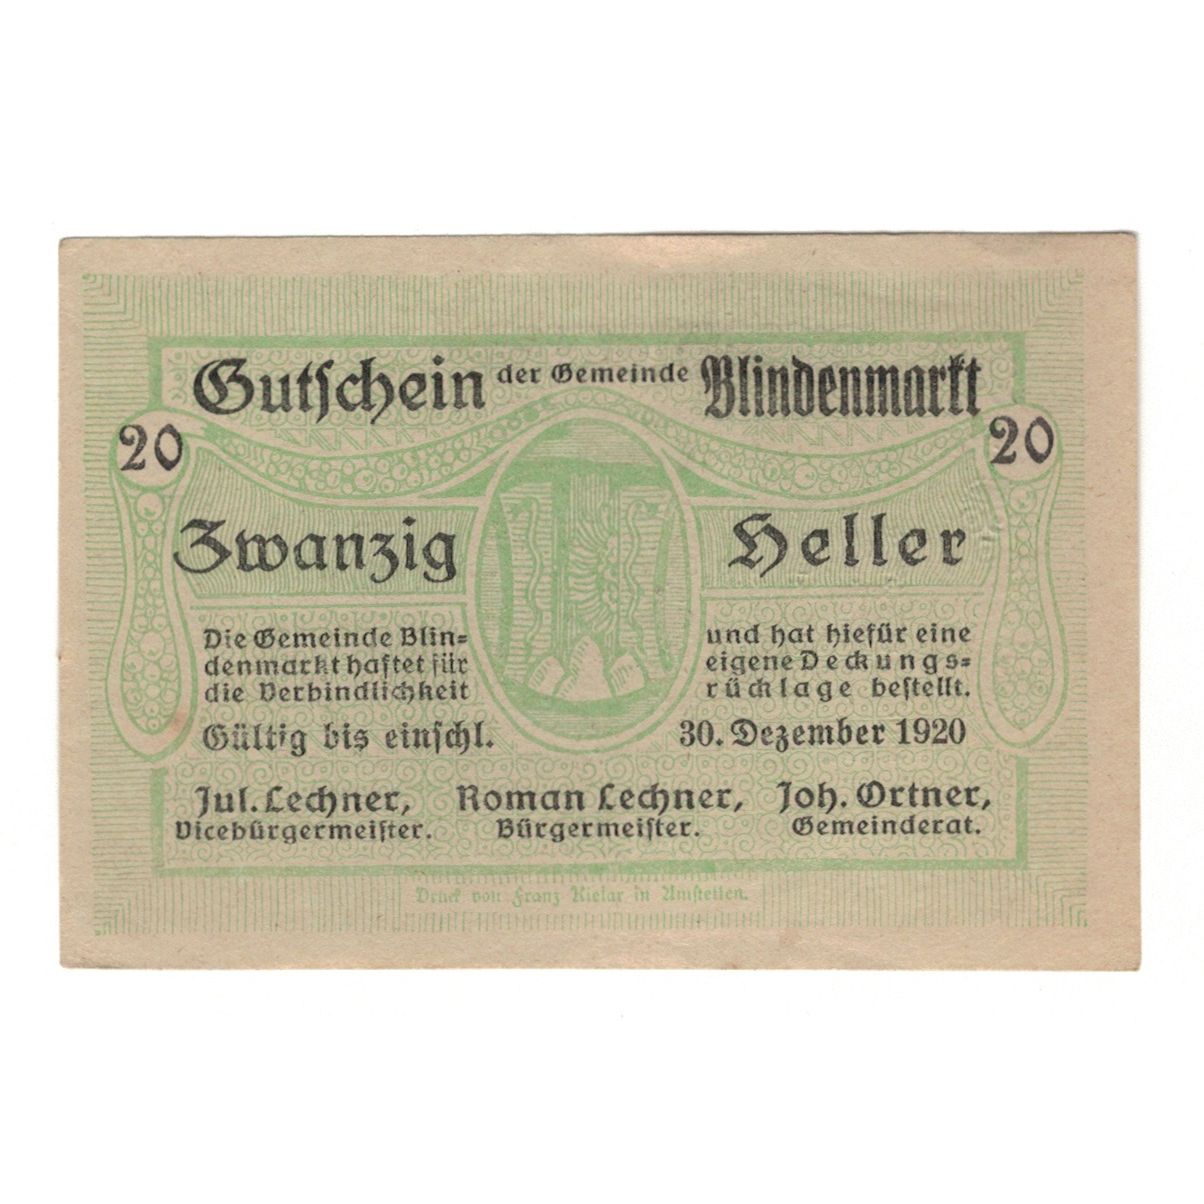 Gutschein der Gemeinde Blindenmarkt
20 20
Zwanzig Heller
Die Gemeinde Blin=
denmarkt haftet für
die Verbindlichkeit
und hat hiefür eine
eigene Deckungs=
rücklage bestellt.
Gültig bis einschl. 30. Dezember 1920
Jul. Lechner, Roman Lechner, Joh. Ortner,
Vicebürgermeister. Bürgermeister. Gemeinderat.
Druck von Franz Kielar in Amstetten.